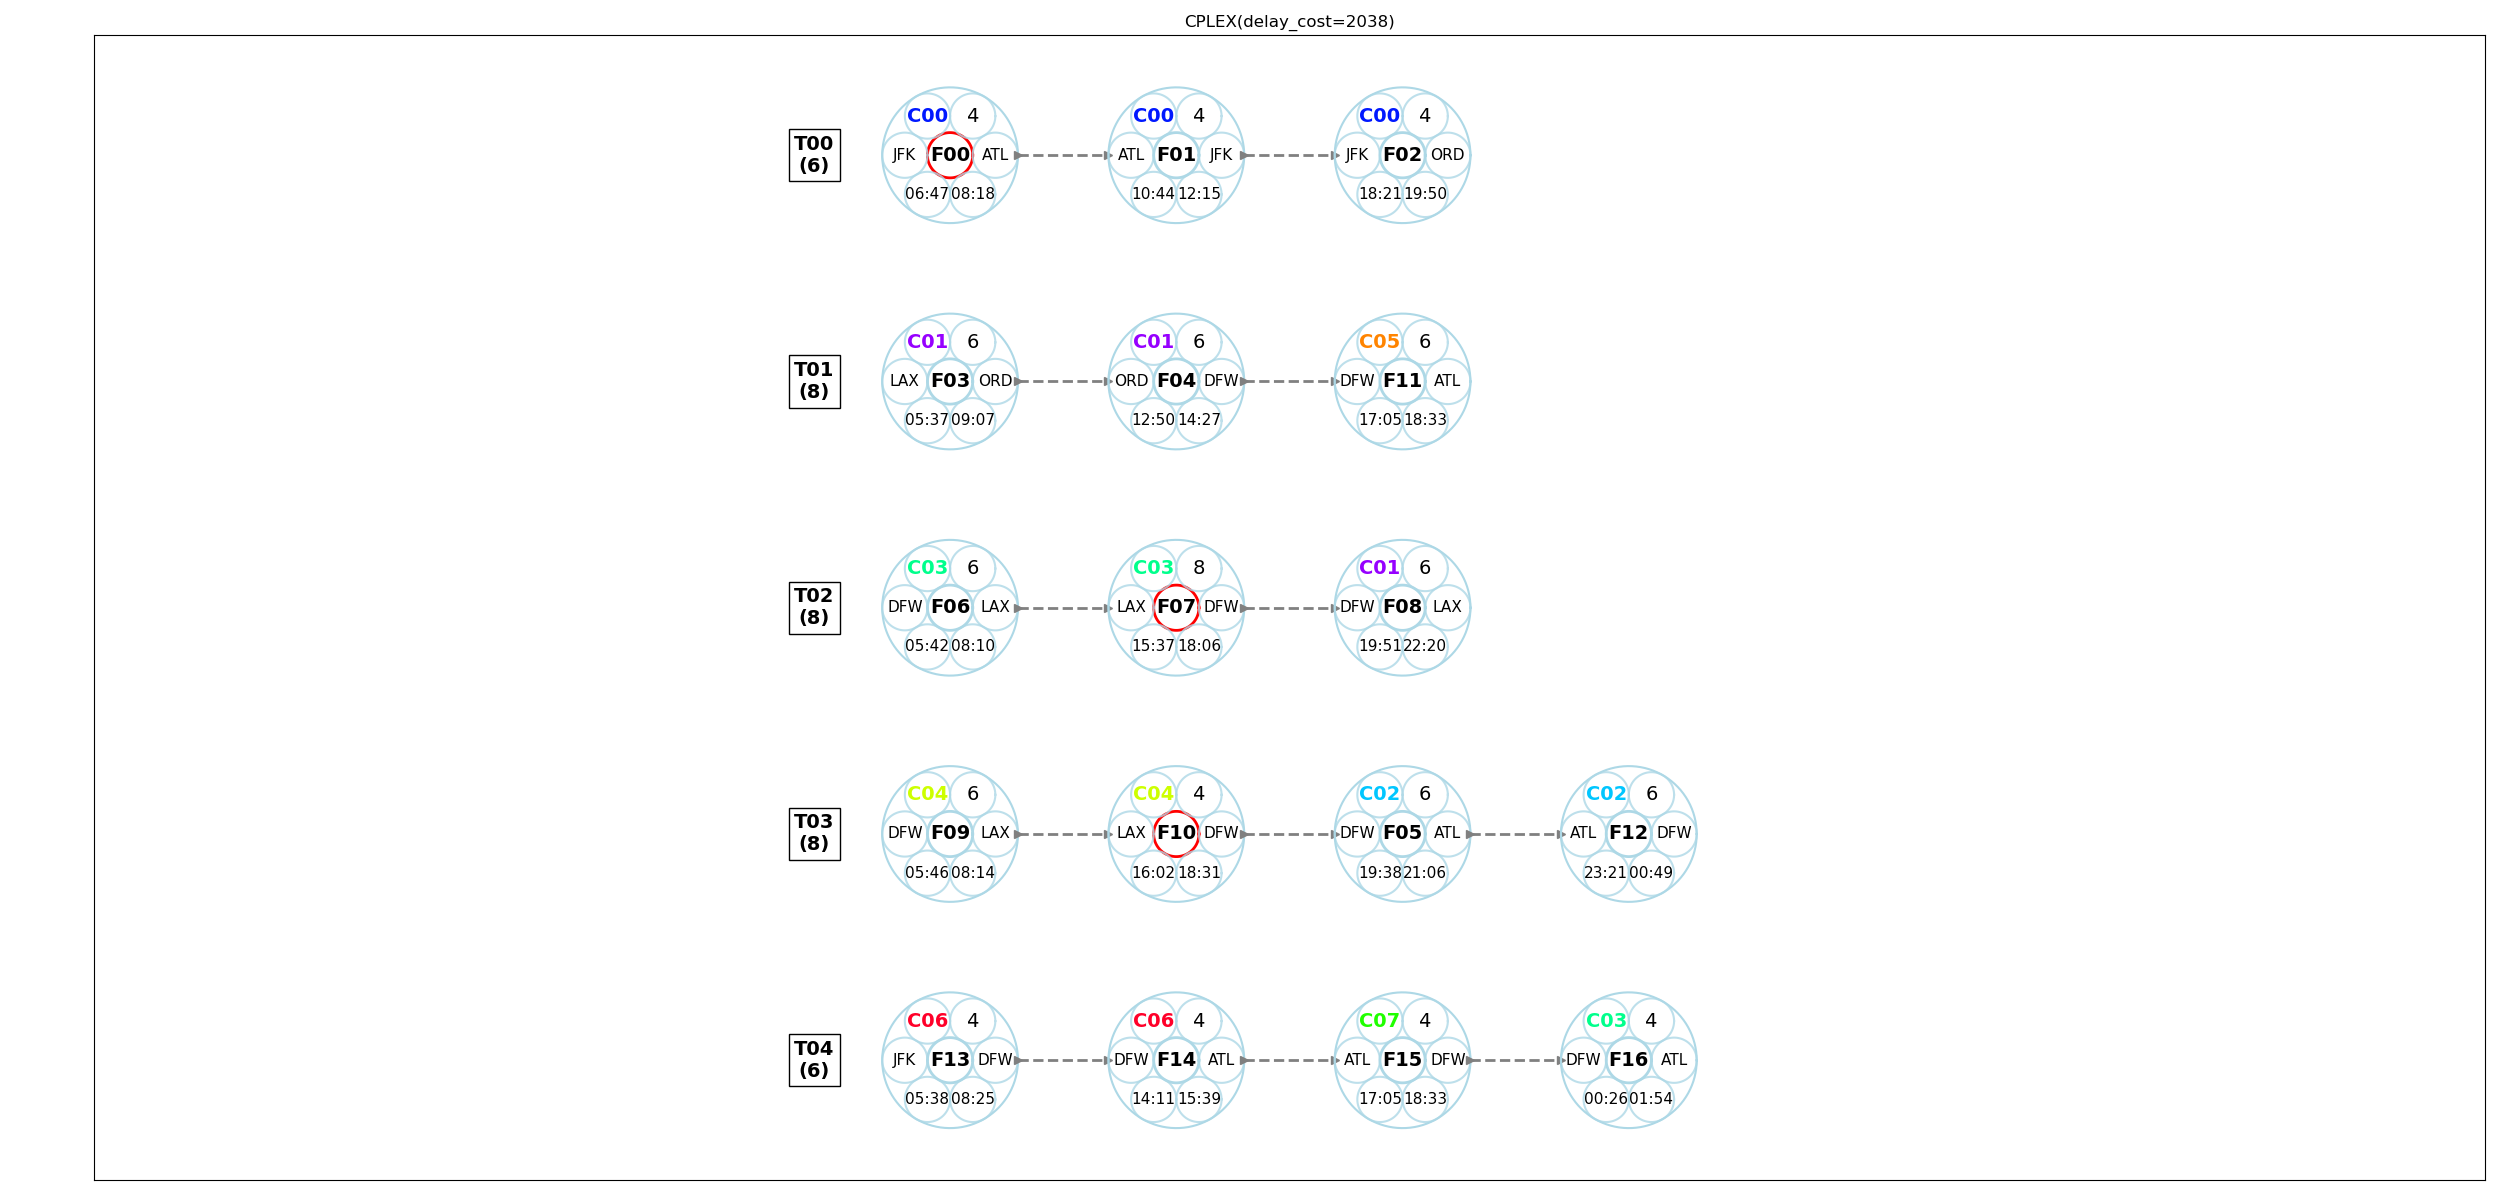 CPLEX(delay_cost=2038)
T00
(6)
C00 4 C00 4 C00 4
JFK F00 ATL ATL F01 JFK JFK F02 ORD
06:47 08:18 10:44 12:15 18:21 19:50
T01
(8)
C01 6 C01 6 C05 6
LAX F03 ORD ORD F04 DFW DFW F11 ATL
05:37 09:07 12:50 14:27 17:05 18:33
T02
(8)
C03 6 C03 8 C01 6
DFW F06 LAX LAX F07 DFW DFW F08 LAX
05:42 08:10 15:37 18:06 19:51 22:20
T03
(8)
C04 6 C04 4 C02 6 C02 6
DFW F09 LAX LAX F10 DFW DFW F05 ATL ATL F12 DFW
05:46 08:14 16:02 18:31 19:38 21:06 23:21 00:49
T04
(6)
C06 4 C06 4 C07 4 C03 4
JFK F13 DFW DFW F14 ATL ATL F15 DFW DFW F16 ATL
05:38 08:25 14:11 15:39 17:05 18:33 00:26 01:54